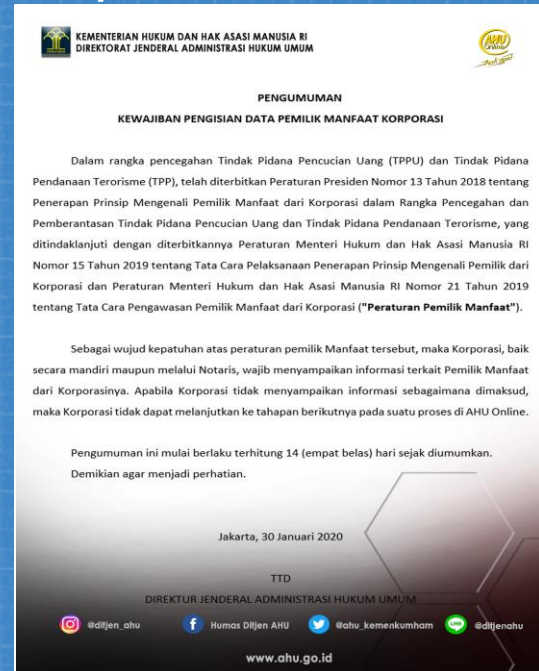 KEMENTERIAN HUKUM DAN HAK ASASI MANUSIA RI
DIREKTORAT JENDERAL ADMINISTRASI HUKUM UMUM
AHU
Online
PENGUMUMAN
KEWAJIBAN PENGISIAN DATA PEMILIK MANFAAT KORPORASI
Dalam rangka pencegahan Tindak Pidana Pencucian Uang (TPPU) dan Tindak Pidana
Pendanaan Terorisme (TPP), telah diterbitkan Peraturan Presiden Nomor 13 Tahun 2018 tentang
Penerapan Prinsip Mengenali Pemilik Manfaat dari Korporasi dalam Rangka Pencegahan dan
Pemberantasan Tindak Pidana Pencucian Uang dan Tindak Pidana Pendanaan Terorisme, yang
ditindaklanjuti dengan diterbitkannya Peraturan Menteri Hukum dan Hak Asasi Manusia RI
Nomor 15 Tahun 2019 tentang Tata Cara Pelaksanaan Penerapan Prinsip Mengenali Pemilik dari
Korporasi dan Peraturan Menteri Hukum dan Hak Asasi Manusia RI Nomor 21 Tahun 2019
tentang Tata Cara Pengawasan Pemilik Manfaat dari Korporasi ("Peraturan Pemilik Manfaat").
Sebagai wujud kepatuhan atas peraturan pemilik Manfaat tersebut, maka Korporasi, baik
secara mandiri maupun melalui Notaris, wajib menyampaikan informasi terkait Pemilik Manfaat
dari Korporasinya. Apabila Korporasi tidak menyampaikan informasi sebagaimana dimaksud,
maka Korporasi tidak dapat melanjutkan ke tahapan berikutnya pada suatu proses di AHU Online.
Pengumuman ini mulai berlaku terhitung 14 (empat belas) hari sejak diumumkan.
Demikian agar menjadi perhatian.
Jakarta, 30 Januari 2020
TTD
DIREKTUR JENDERAL ADMINISTRASI HUKUM UMUM
@ditjen_ahu
Humas Ditjen AHU
@ahu_kemenkumham
@ditjenahu
www.ahu.go.id